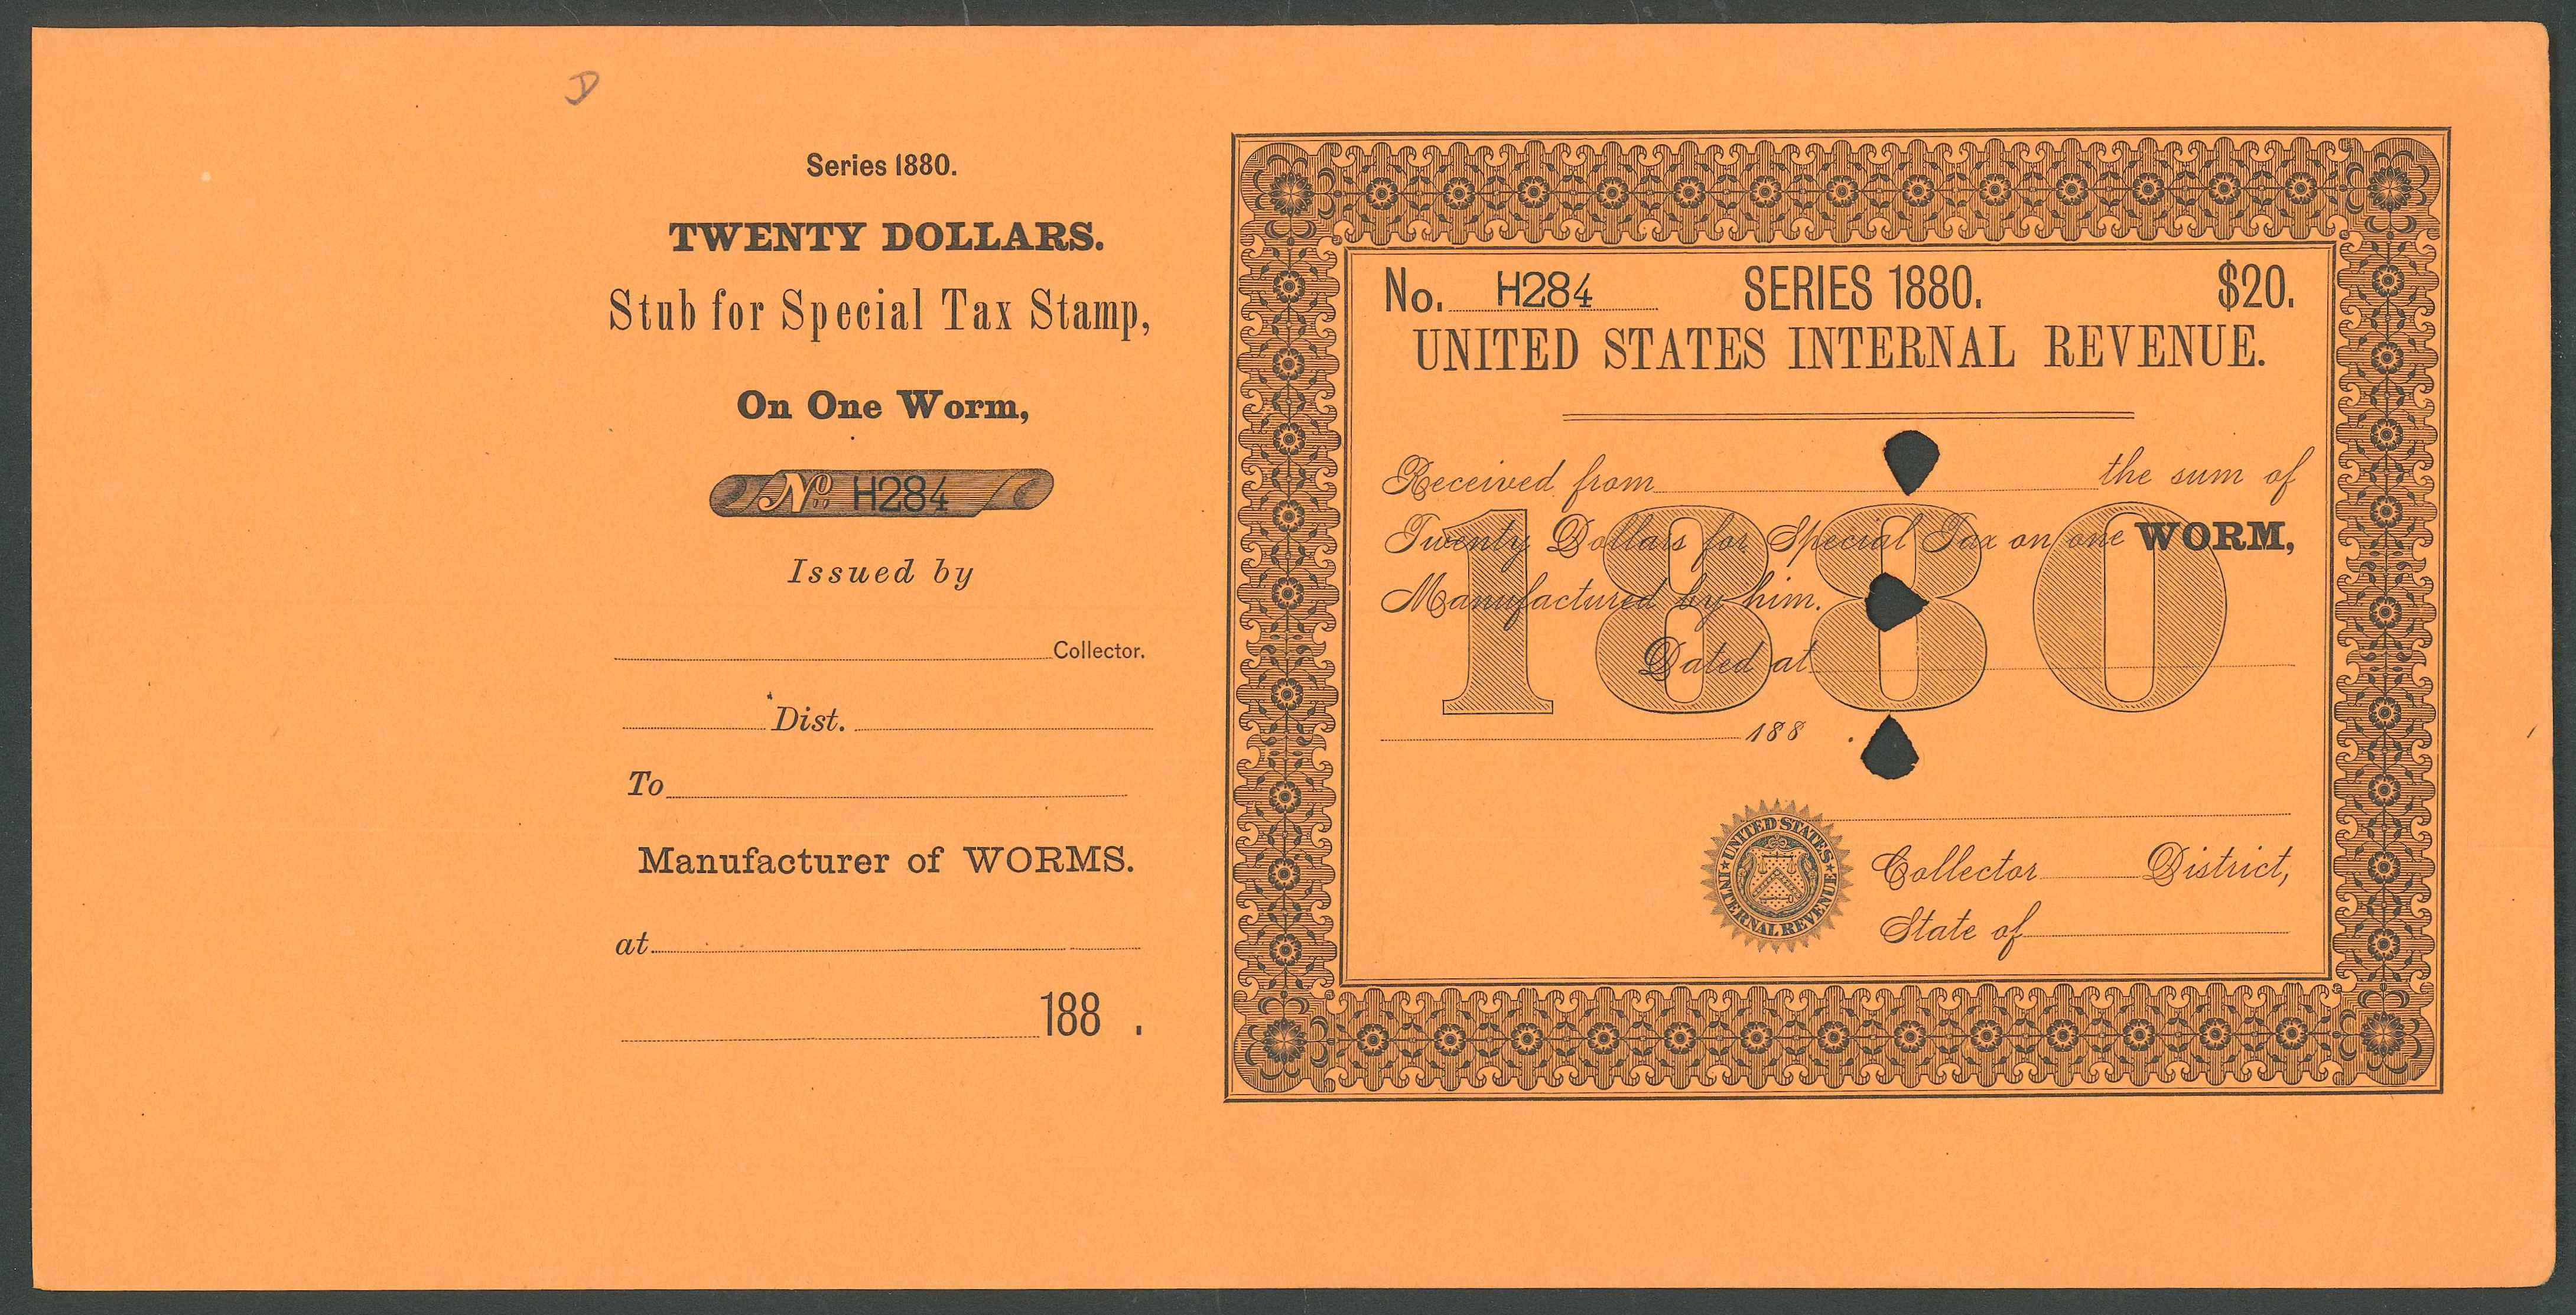 D
Series 1880.
TWENTY DOLLARS.
Stub for Special Tax Stamp,
On One Worm,
No H284
Issued by
Collector.
Dist.
To
Manufacturer of WORMS.
at
188 .
No. H284 SERIES 1880. $20.
UNITED STATES INTERNAL REVENUE.
Received from the sum of
Twenty Dollars for Special Tax on one WORM,
Manufactured by him.
Dated at
188 .
1880
UNITED STATES INTERNAL REVENUE
Collector District,
State of